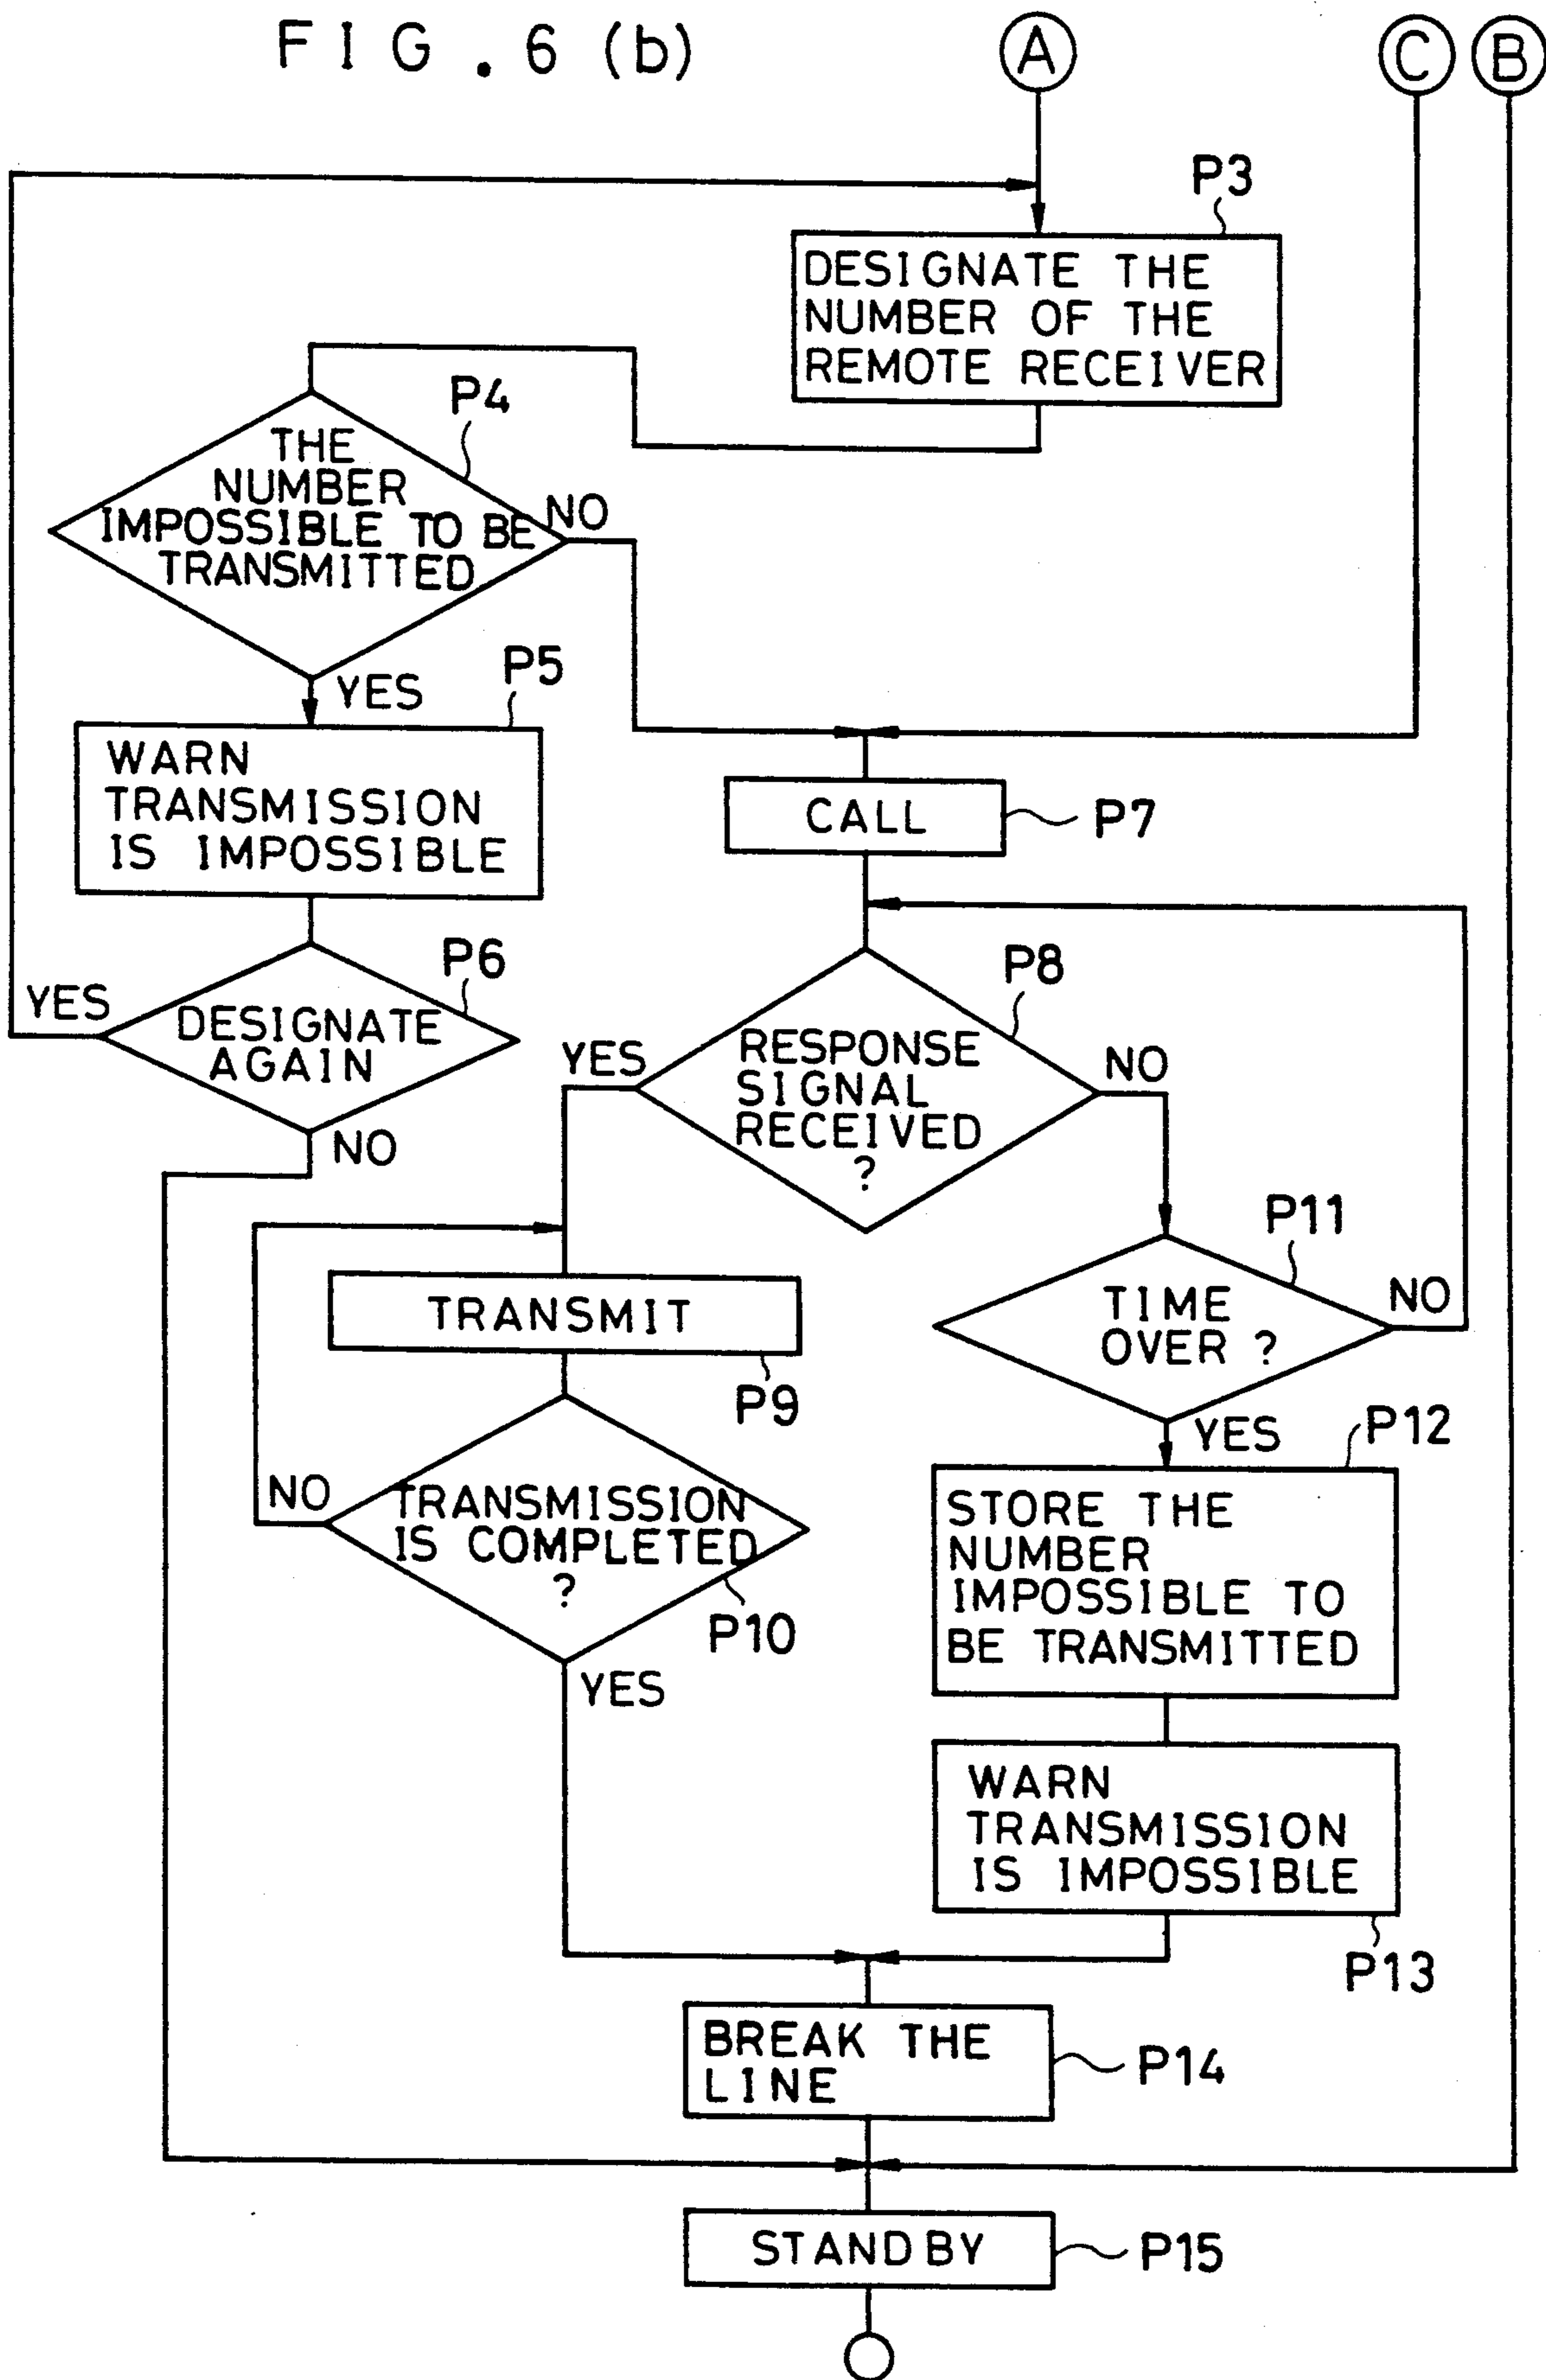 FIG. 6 (b)
A
C
B
P3
DESIGNATE THE
NUMBER OF THE
REMOTE RECEIVER
P4
THE
NUMBER
IMPOSSIBLE TO BE
TRANSMITTED
NO
YES
P5
WARN
TRANSMISSION
IS IMPOSSIBLE
CALL
P7
P6
YES
DESIGNATE
AGAIN
NO
P8
YES
RESPONSE
SIGNAL
RECEIVED
?
NO
P11
TIME
OVER ?
NO
TRANSMIT
P9
YES
P12
NO
TRANSMISSION
IS COMPLETED
?
P10
YES
STORE THE
NUMBER
IMPOSSIBLE TO
BE TRANSMITTED
WARN
TRANSMISSION
IS IMPOSSIBLE
P13
BREAK THE
LINE
P14
STANDBY
P15